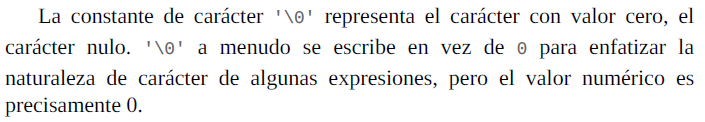 La constante de carácter '\0' representa el carácter con valor cero, el
carácter nulo. '\0' a menudo se escribe en vez de 0 para enfatizar la
naturaleza de carácter de algunas expresiones, pero el valor numérico es
precisamente 0.